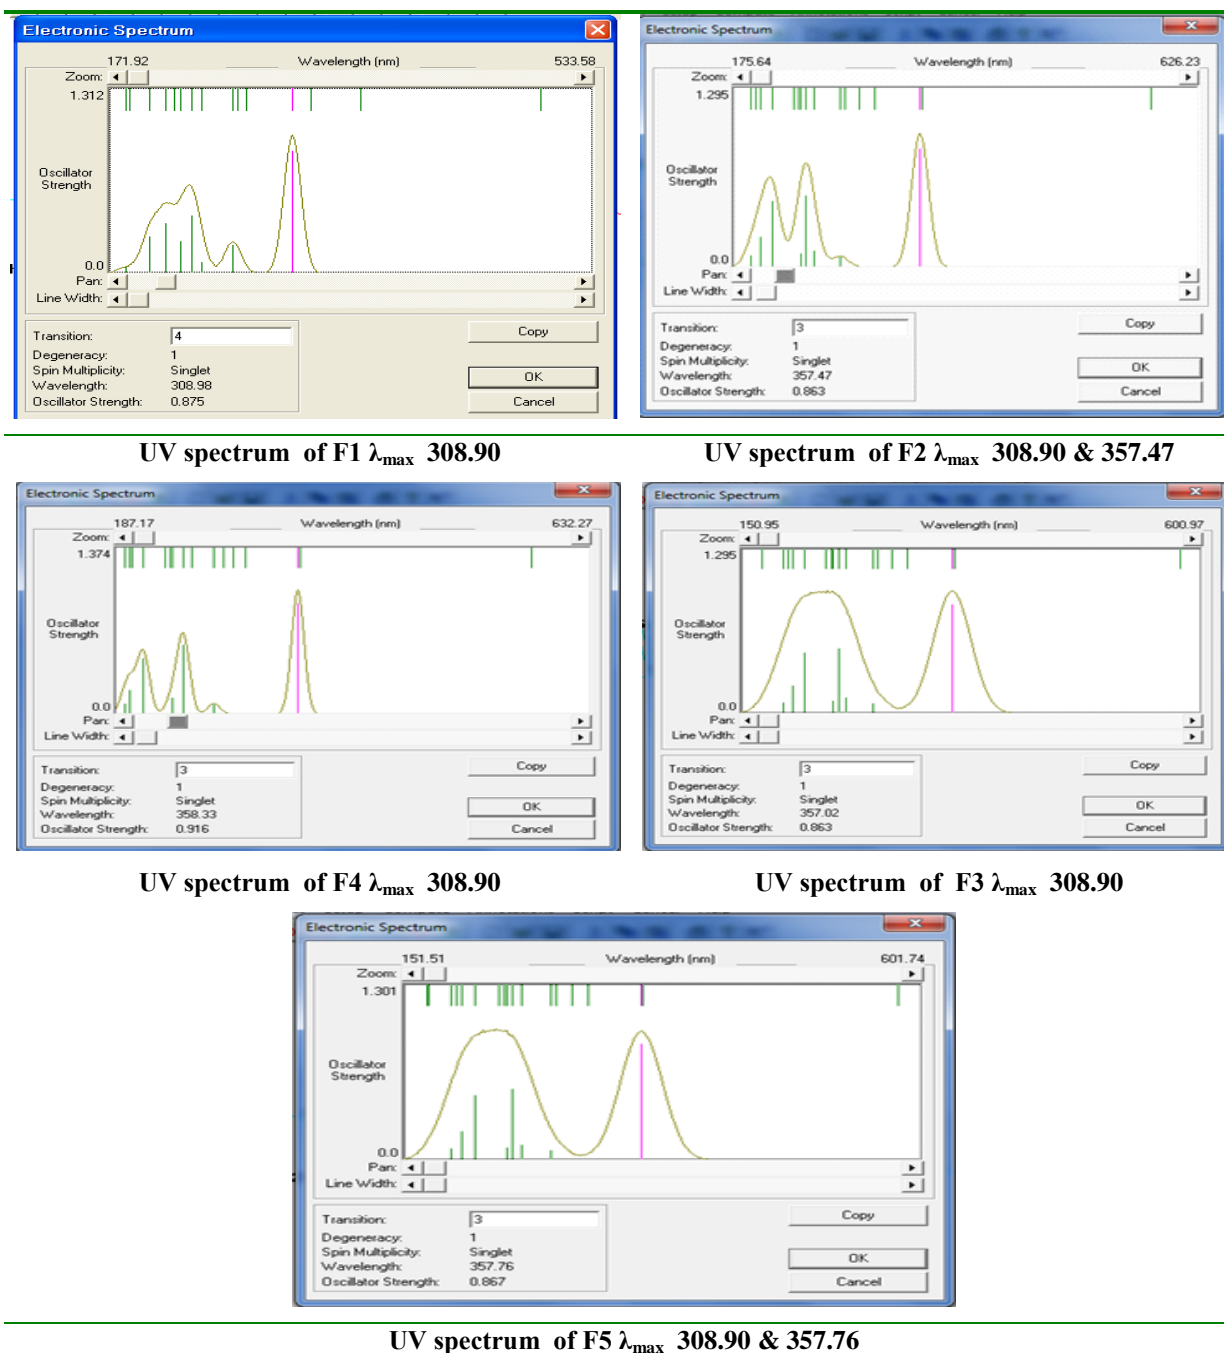 Electronic Spectrum
171.92 Wavelength (nm) 533.58
Zoom:
1.312
Oscillator
Strength
0.0
Pan:
Line Width:
Transition: 4
Degeneracy: 1
Spin Multiplicity: Singlet
Wavelength: 308.98
Oscillator Strength: 0.875
Copy
OK
Cancel
Electronic Spectrum
175.64 Wavelength (nm) 626.23
Zoom:
1.295
Oscillator
Strength
0.0
Pan:
Line Width:
Transition: 3
Degeneracy: 1
Spin Multiplicity: Singlet
Wavelength: 357.47
Oscillator Strength: 0.863
Copy
OK
Cancel
UV spectrum of F1 λmax 308.90
UV spectrum of F2 λmax 308.90 & 357.47
Electronic Spectrum
187.17 Wavelength (nm) 632.27
Zoom:
1.374
Oscillator
Strength
0.0
Pan:
Line Width:
Transition: 3
Degeneracy: 1
Spin Multiplicity: Singlet
Wavelength: 358.33
Oscillator Strength: 0.916
Copy
OK
Cancel
Electronic Spectrum
150.95 Wavelength (nm) 600.97
Zoom:
1.295
Oscillator
Strength
0.0
Pan:
Line Width:
Transition: 3
Degeneracy: 1
Spin Multiplicity: Singlet
Wavelength: 357.02
Oscillator Strength: 0.863
Copy
OK
Cancel
UV spectrum of F4 λmax 308.90
UV spectrum of F3 λmax 308.90
Electronic Spectrum
151.51 Wavelength (nm) 601.74
Zoom:
1.301
Oscillator
Strength
0.0
Pan:
Line Width:
Transition: 3
Degeneracy: 1
Spin Multiplicity: Singlet
Wavelength: 357.76
Oscillator Strength: 0.867
Copy
OK
Cancel
UV spectrum of F5 λmax 308.90 & 357.76